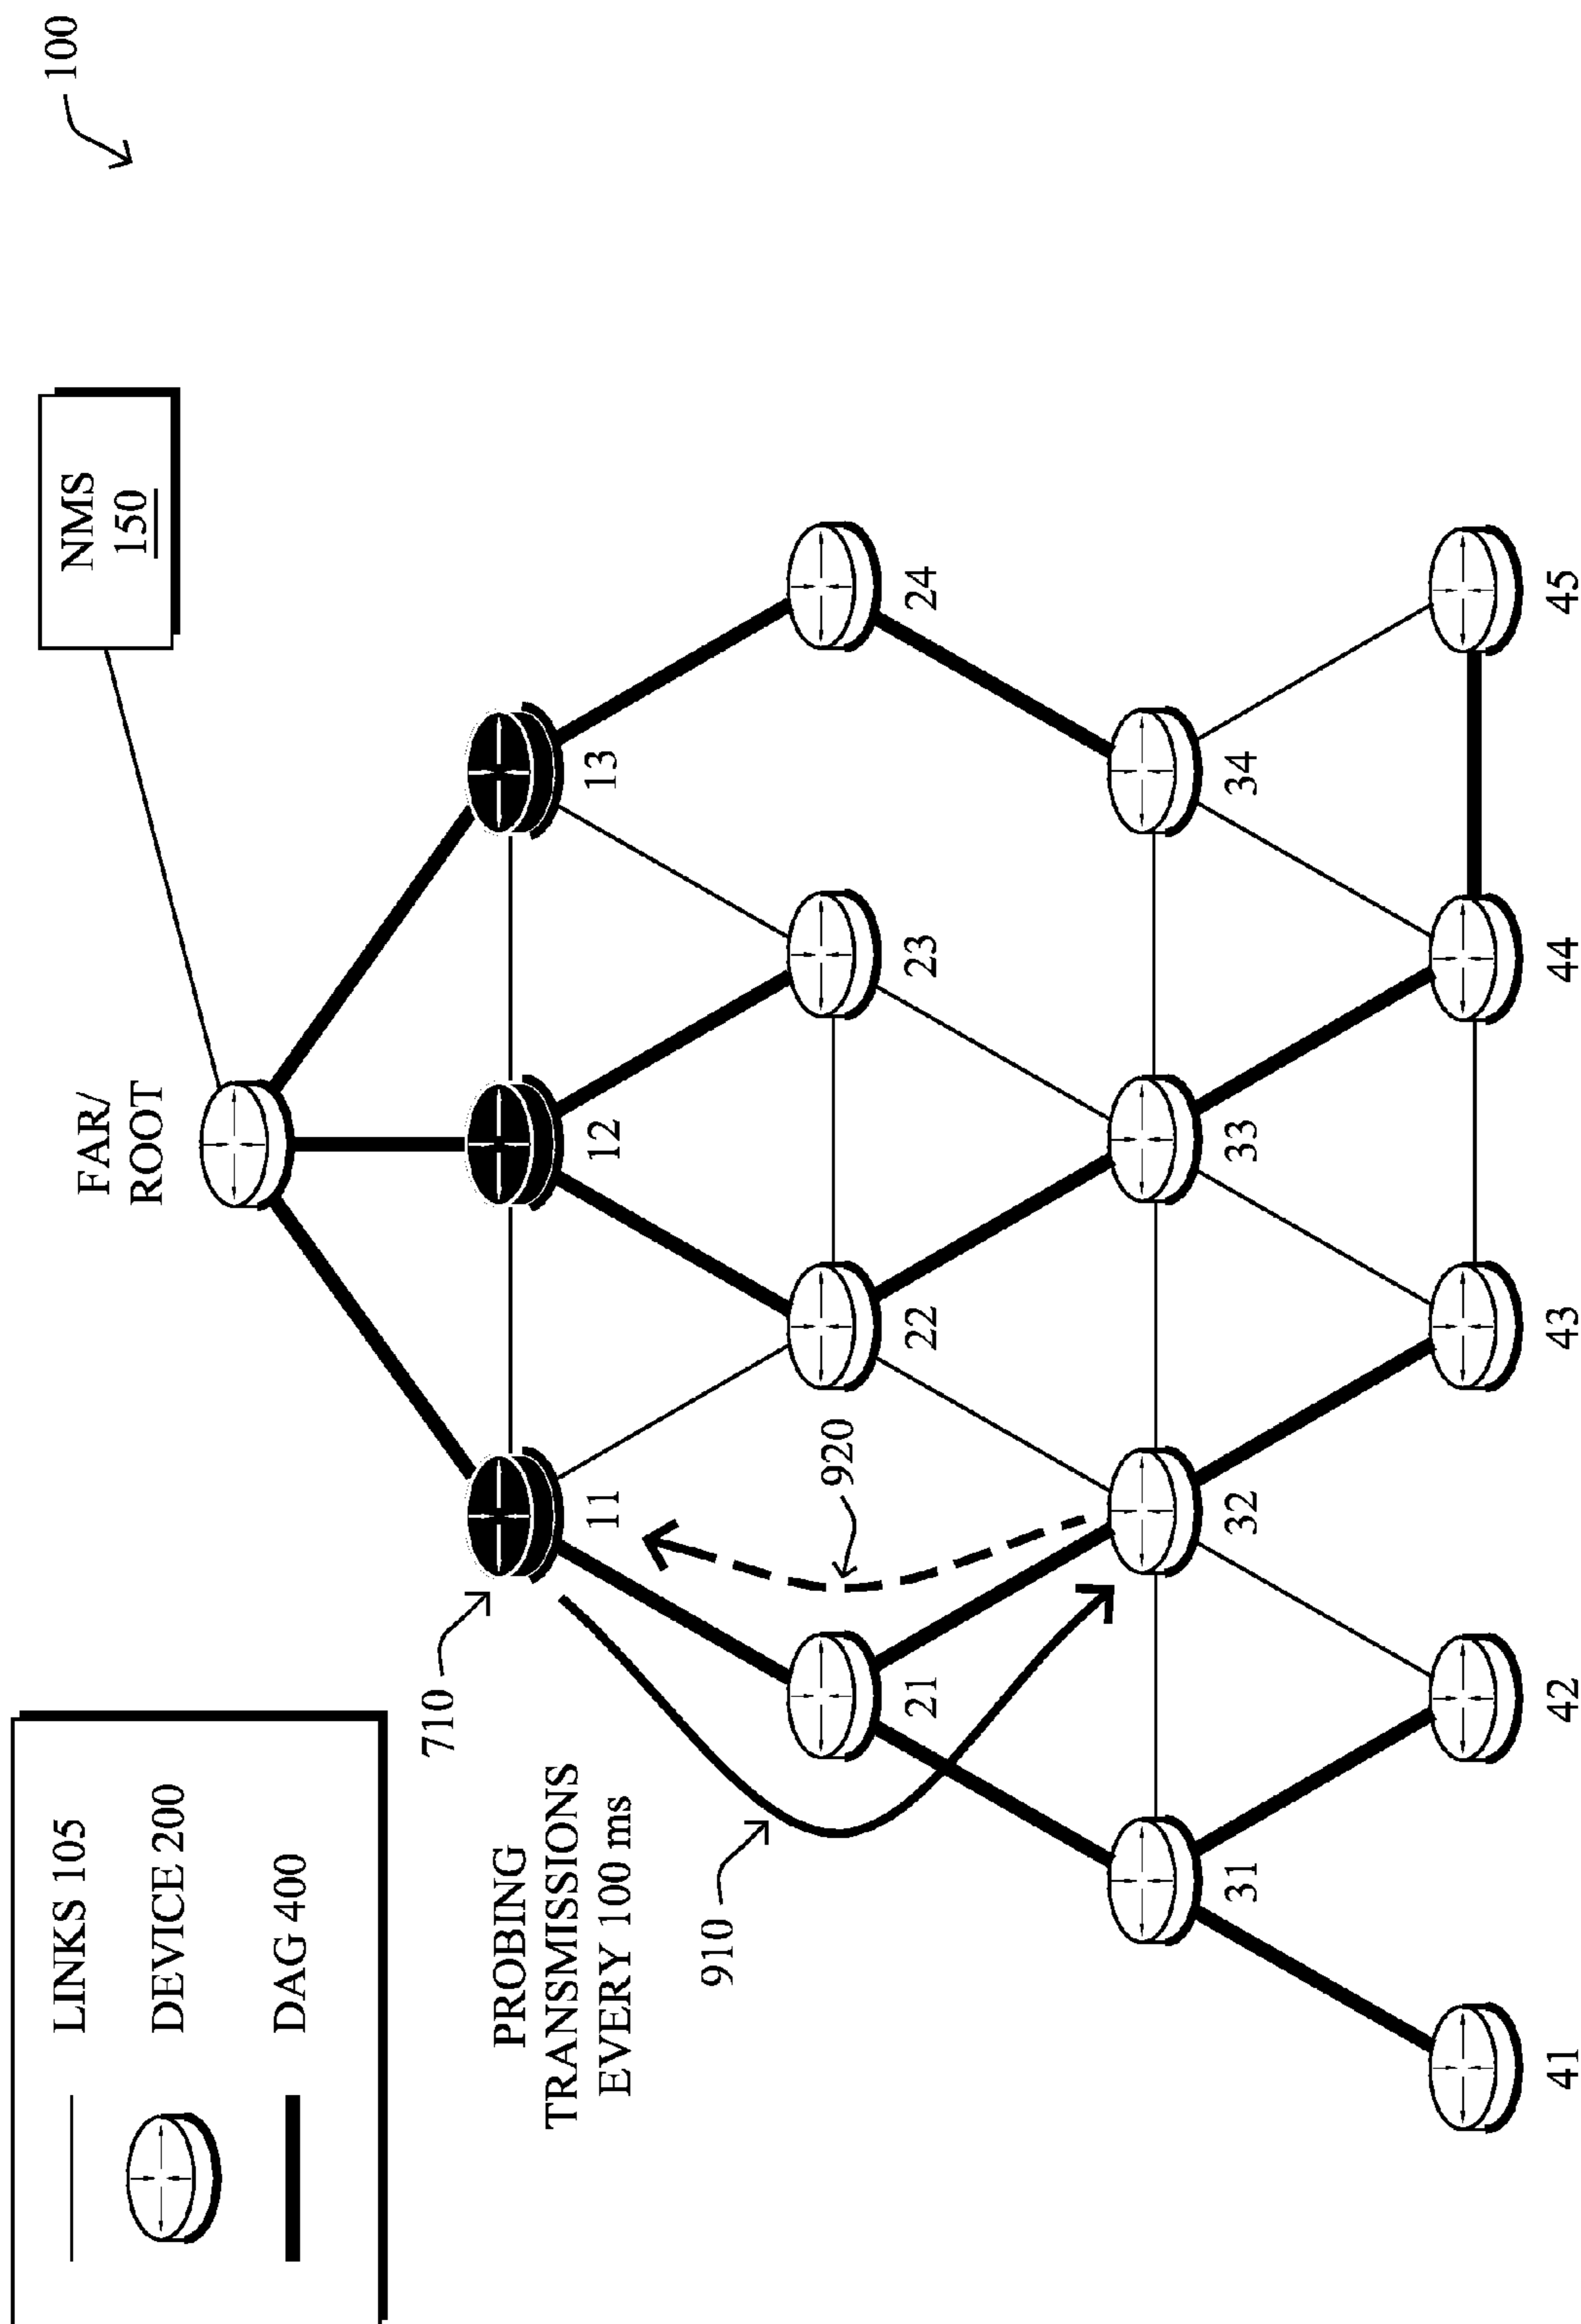 100
LINKS 105
DEVICE 200
DAG 400
NMS
150
FAR/
ROOT
710
11
12
13
PROBING
TRANSMISSIONS
EVERY 100 ms
910
920
21
22
23
24
31
32
33
34
41
42
43
44
45